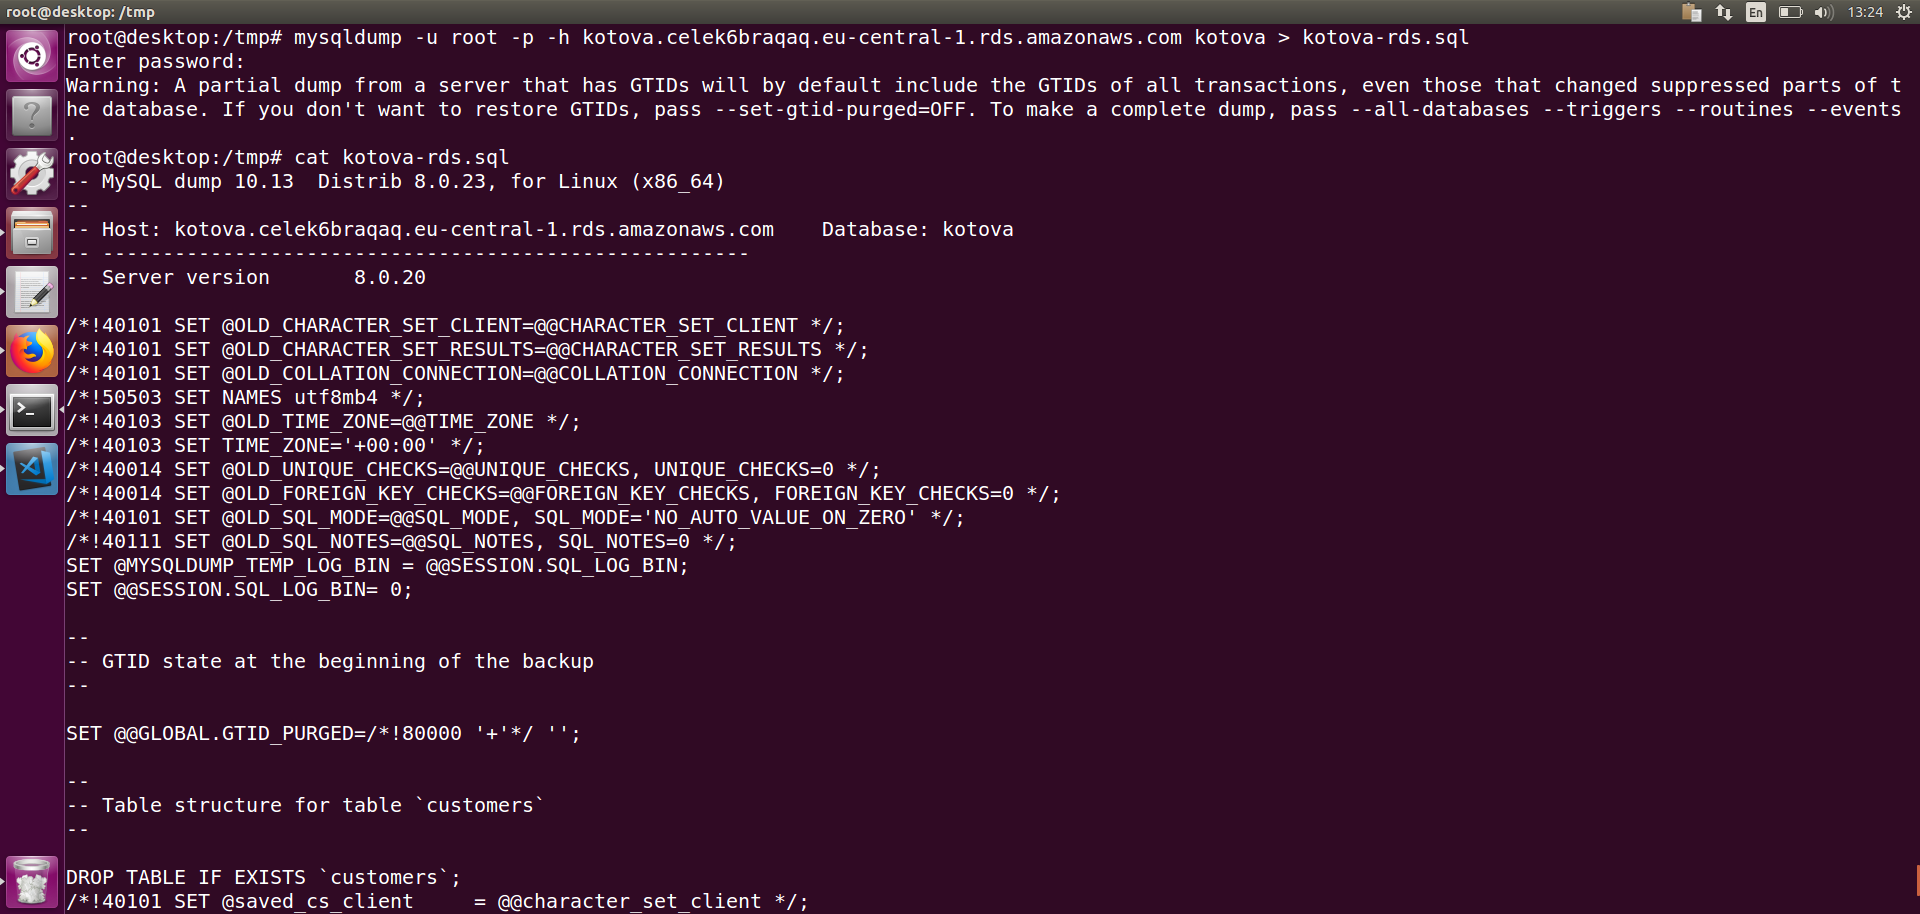 root@desktop: /tmp
En
13:24
root@desktop:/tmp# mysqldump -u root -p -h kotova.celek6braqaq.eu-central-1.rds.amazonaws.com kotova > kotova-rds.sql
Enter password:
Warning: A partial dump from a server that has GTIDs will by default include the GTIDs of all transactions, even those that changed suppressed parts of t
he database. If you don't want to restore GTIDs, pass --set-gtid-purged=OFF. To make a complete dump, pass --all-databases --triggers --routines --events
.
root@desktop:/tmp# cat kotova-rds.sql
-- MySQL dump 10.13  Distrib 8.0.23, for Linux (x86_64)
--
-- Host: kotova.celek6braqaq.eu-central-1.rds.amazonaws.com    Database: kotova
-- ------------------------------------------------------
-- Server version       8.0.20
/*!40101 SET @OLD_CHARACTER_SET_CLIENT=@@CHARACTER_SET_CLIENT */;
/*!40101 SET @OLD_CHARACTER_SET_RESULTS=@@CHARACTER_SET_RESULTS */;
/*!40101 SET @OLD_COLLATION_CONNECTION=@@COLLATION_CONNECTION */;
/*!50503 SET NAMES utf8mb4 */;
/*!40103 SET @OLD_TIME_ZONE=@@TIME_ZONE */;
/*!40103 SET TIME_ZONE='+00:00' */;
/*!40014 SET @OLD_UNIQUE_CHECKS=@@UNIQUE_CHECKS, UNIQUE_CHECKS=0 */;
/*!40014 SET @OLD_FOREIGN_KEY_CHECKS=@@FOREIGN_KEY_CHECKS, FOREIGN_KEY_CHECKS=0 */;
/*!40101 SET @OLD_SQL_MODE=@@SQL_MODE, SQL_MODE='NO_AUTO_VALUE_ON_ZERO' */;
/*!40111 SET @OLD_SQL_NOTES=@@SQL_NOTES, SQL_NOTES=0 */;
SET @MYSQLDUMP_TEMP_LOG_BIN = @@SESSION.SQL_LOG_BIN;
SET @@SESSION.SQL_LOG_BIN= 0;
--
-- GTID state at the beginning of the backup
--
SET @@GLOBAL.GTID_PURGED=/*!80000 '+'*/ '';
--
-- Table structure for table `customers`
--
DROP TABLE IF EXISTS `customers`;
/*!40101 SET @saved_cs_client     = @@character_set_client */;